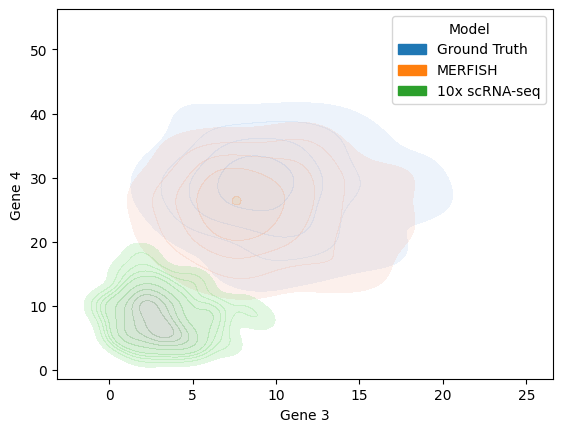 Model
Ground Truth
MERFISH
10x scRNA-seq
50
40
30
20
10
0
Gene 4
0 5 10 15 20 25
Gene 3